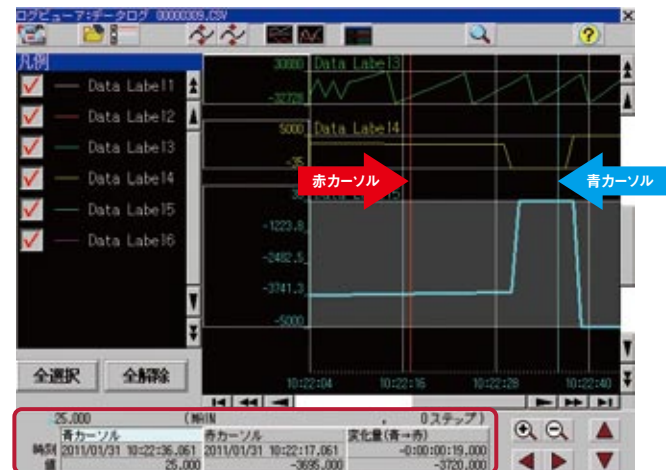 ログビューア:データログ 00000309.CSV
凡例
Data Label1
Data Label2
Data Label3
Data Label4
Data Label5
Data Label6
全選択 全解除
Data Label3
-32728
5000 Data Label4
-35
赤カーソル
青カーソル
-1223.8
-2482.5
-3741.3
-5000
10:22:04 10:22:16 10:22:28 10:22:40
25.000 (MAIN , 0ステップ)
青カーソル 赤カーソル 変化量(青→赤)
時刻 2011/01/31 10:22:36.061 2011/01/31 10:22:17.061 -0:00:00:19.000
値 25.000 -3695.000 -3720.000